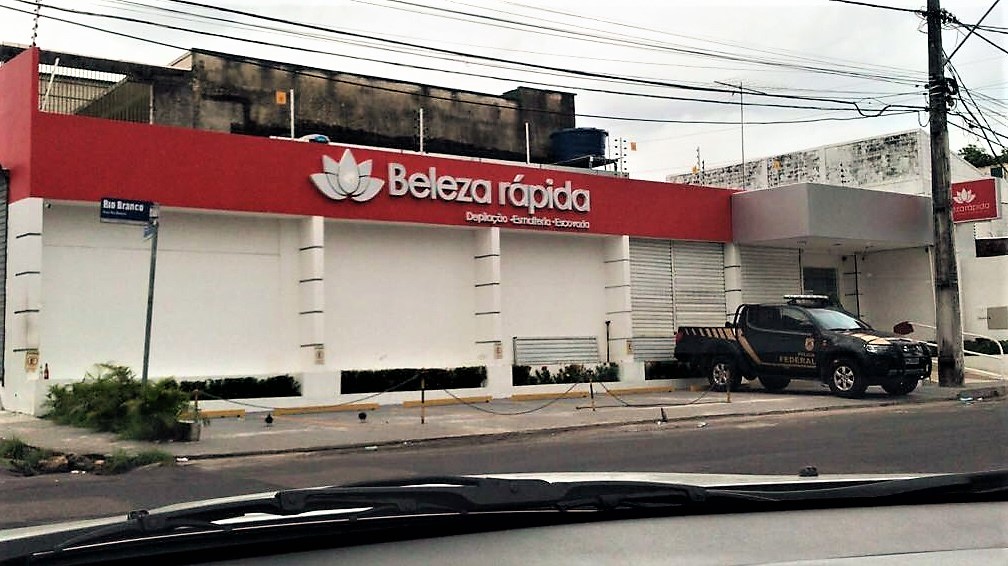 Beleza rápida
Depilação - Esmalteria - Escovaria
Rio Branco
POLÍCIA
FEDERAL